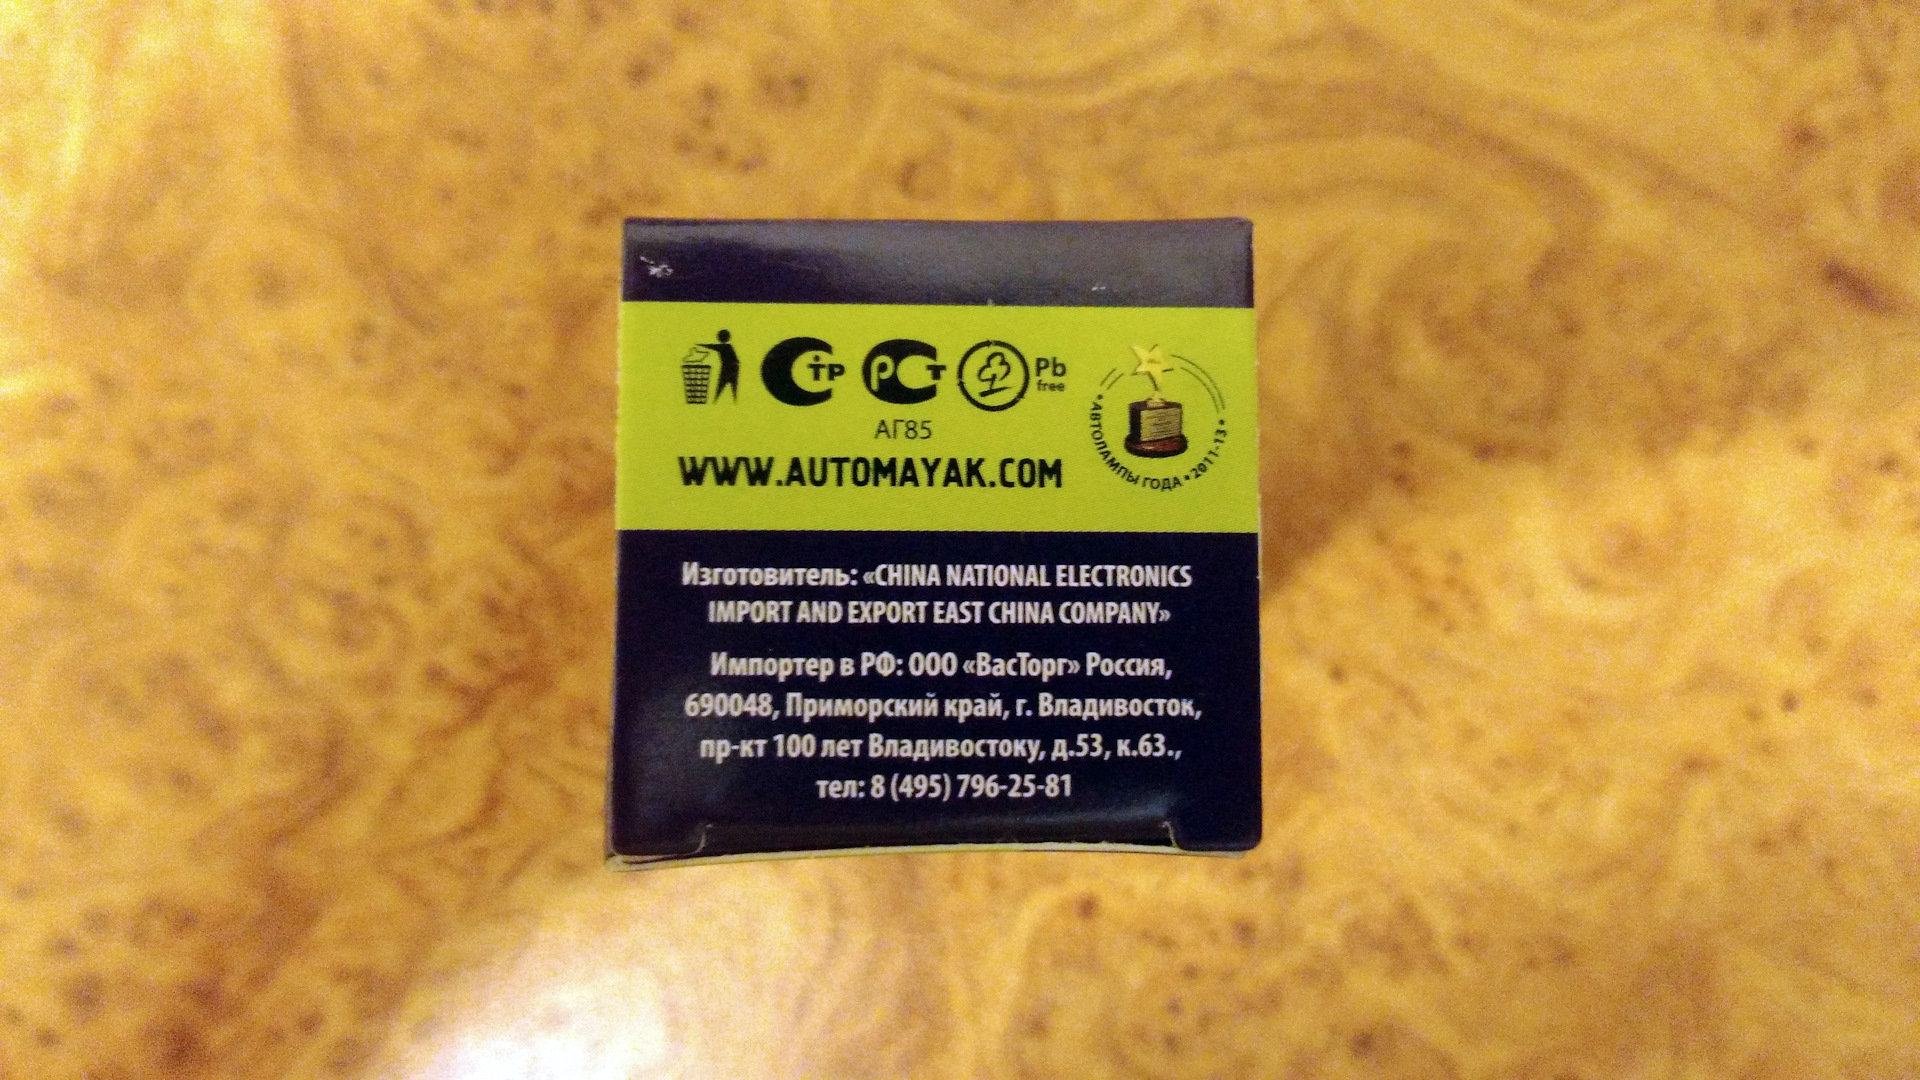 СТР РСТ Pb
free
АГ85
WWW.AUTOMAYAK.COM
• АВТОЛАМПЫ ГОДА • 2011-13 •
Изготовитель: «CHINA NATIONAL ELECTRONICS
IMPORT AND EXPORT EAST CHINA COMPANY»
Импортер в РФ: ООО «ВасТорг» Россия,
690048, Приморский край, г. Владивосток,
пр-кт 100 лет Владивостоку, д.53, к.63.,
тел: 8 (495) 796-25-81